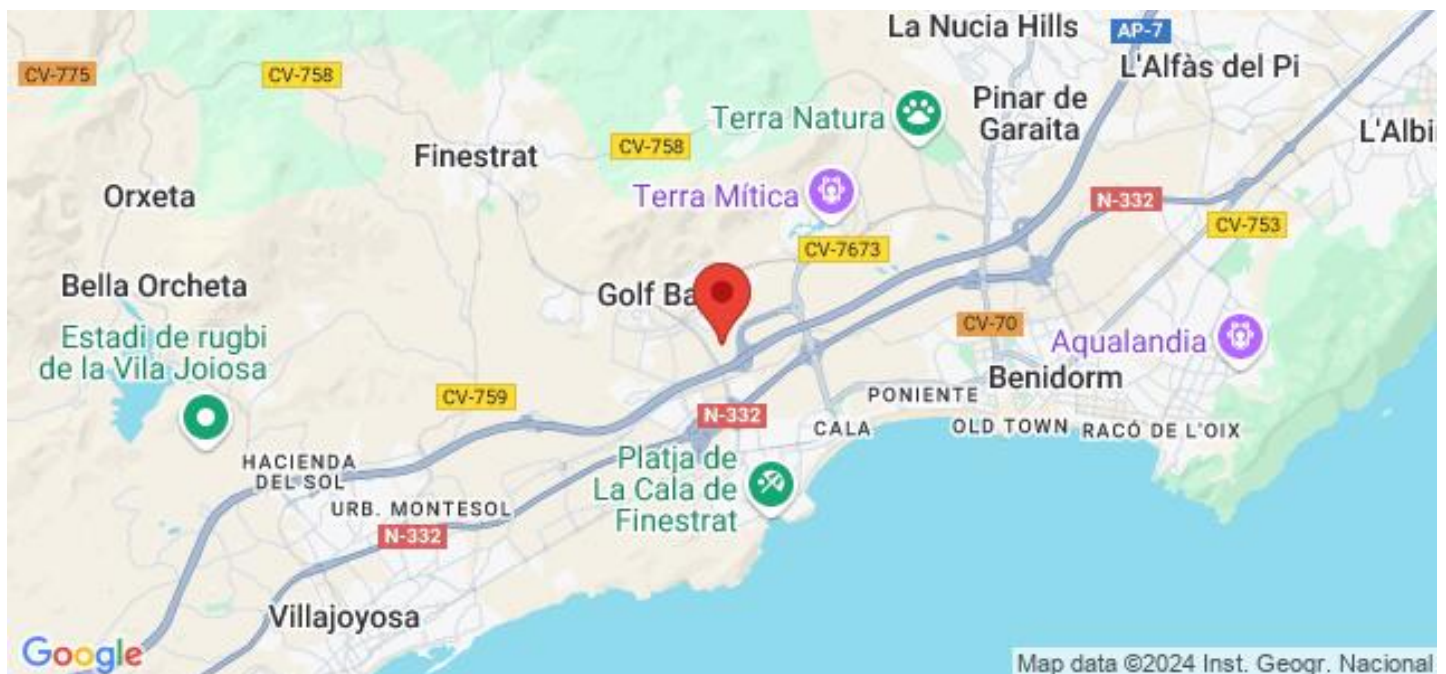 La Nucia Hills
AP-7
CV-775
CV-758
L'Alfàs del Pi
Terra Natura
Pinar de
Garaita
Finestrat
CV-758
Orxeta
Terra Mítica
N-332
CV-753
CV-7673
Bella Orcheta
Golf Ba
Estadi de rugbi
de la Vila Joiosa
CV-70
Aqualandia
Benidorm
CV-759
N-332
PONIENTE
CALA
OLD TOWN
RACÓ DE L'OIX
HACIENDA
DEL SOL
Platja de
La Cala de
Finestrat
URB. MONTESOL
N-332
Villajoyosa
Google
Map data ©2024 Inst. Geogr. Nacional